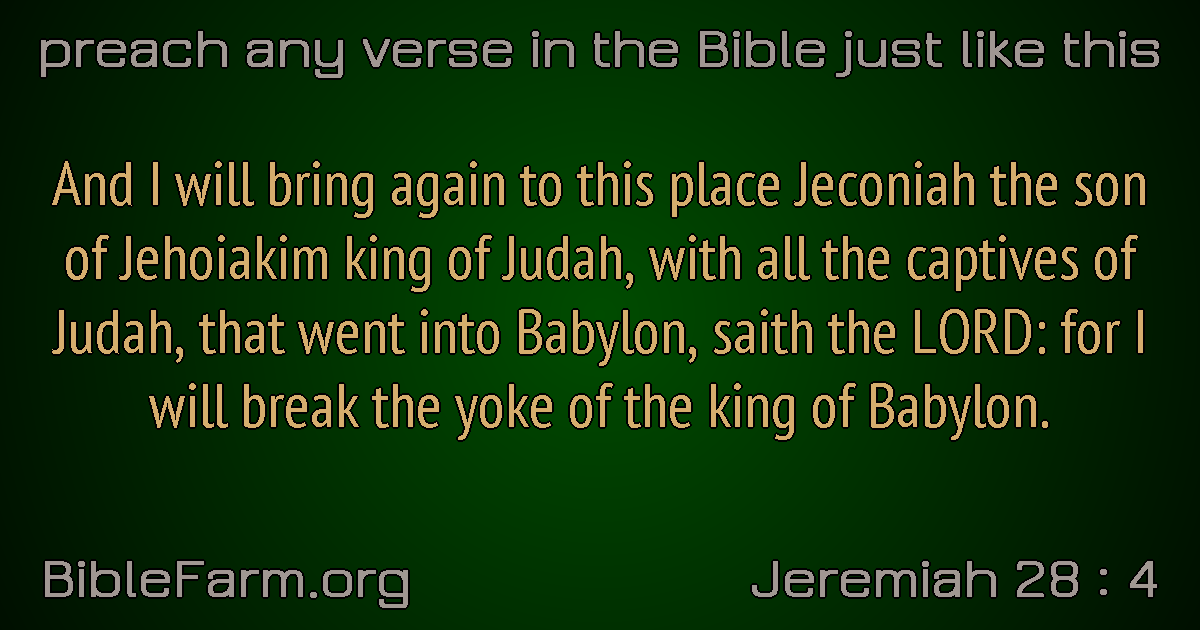 preach any verse in the Bible just like this
And I will bring again to this place Jeconiah the son
of Jehoiakim king of Judah, with all the captives of
Judah, that went into Babylon, saith the LORD: for I
will break the yoke of the king of Babylon.
BibleFarm.org
Jeremiah 28 : 4